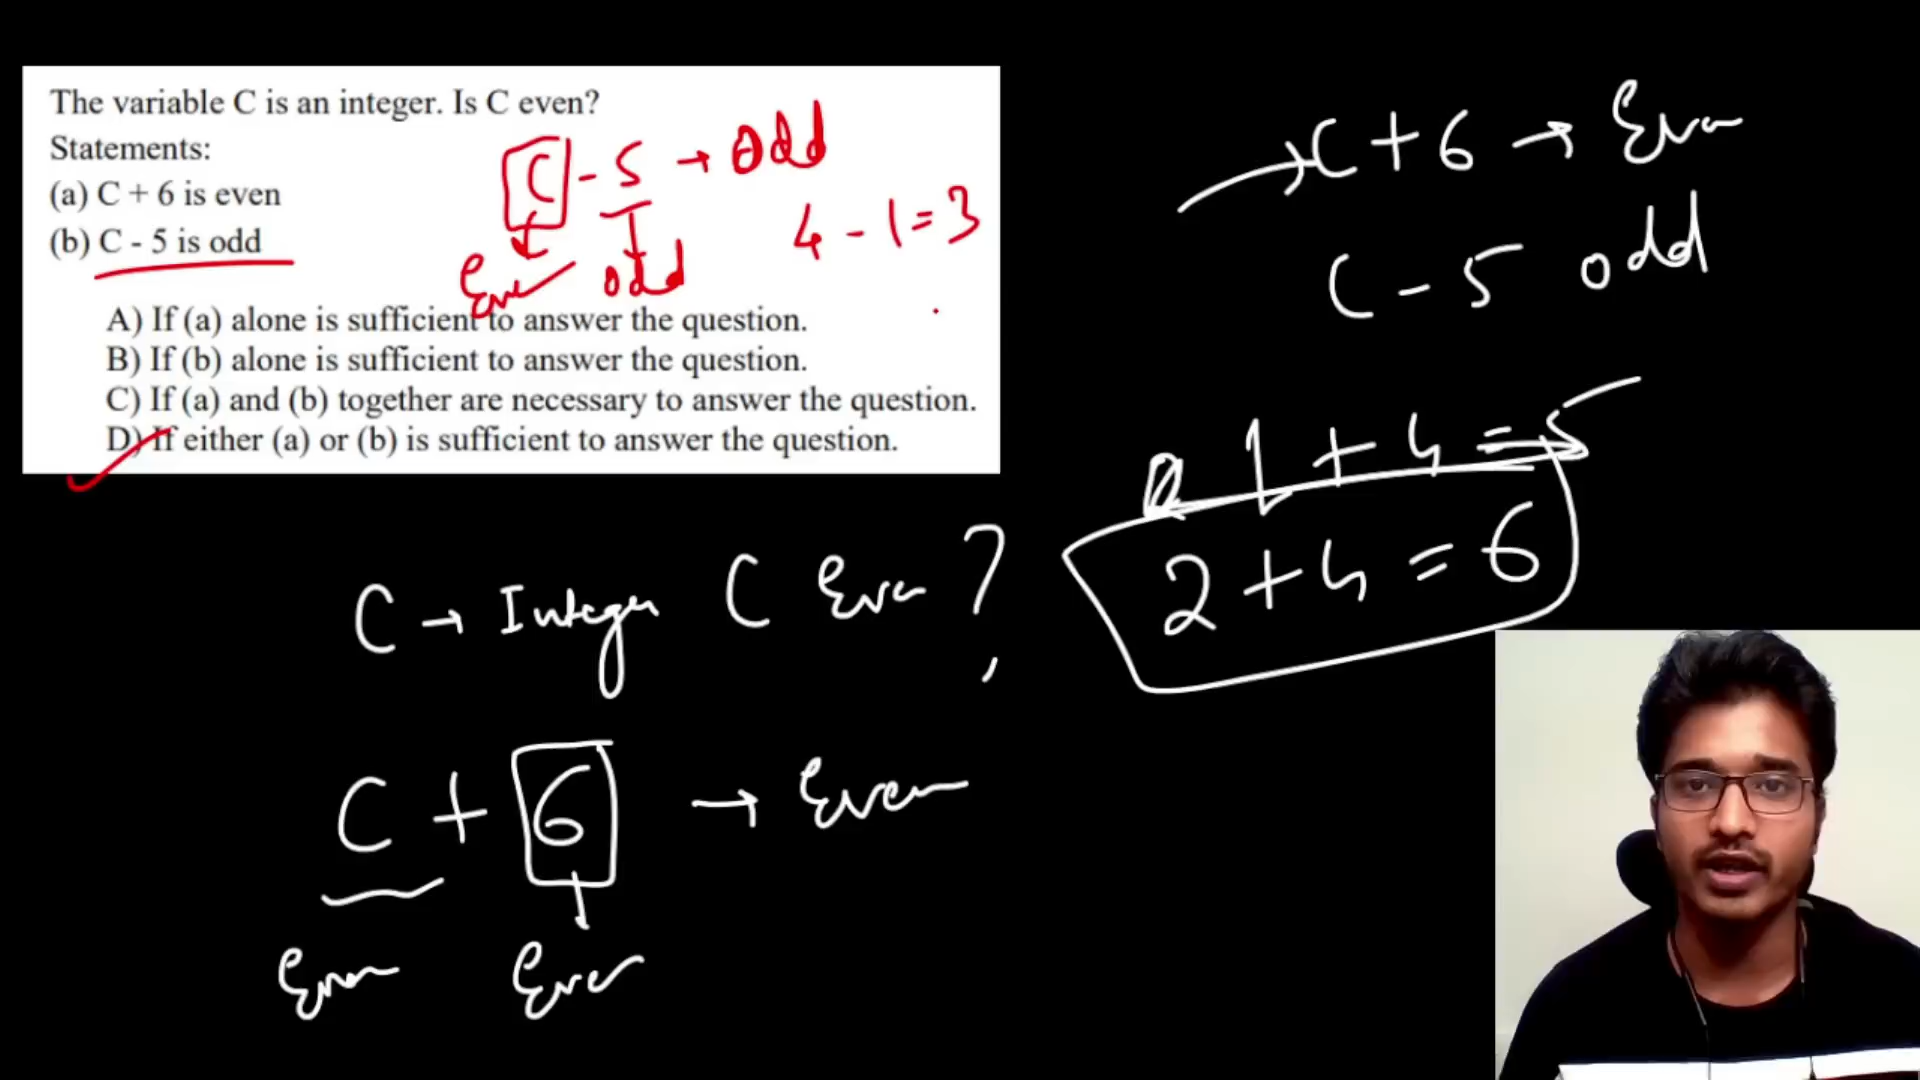 The variable C is an integer. Is C even?
Statements:
(a) C + 6 is even
(b) C - 5 is odd
A) If (a) alone is sufficient to answer the question.
B) If (b) alone is sufficient to answer the question.
C) If (a) and (b) together are necessary to answer the question.
D) If either (a) or (b) is sufficient to answer the question.
C - 5 → Odd
Even odd
4 - 1 = 3
C + 6 → Even
C - 5 odd
1 + 4 = 5
2 + 4 = 6
C → Integer C Even ?
C + 6 → Even
Even Even